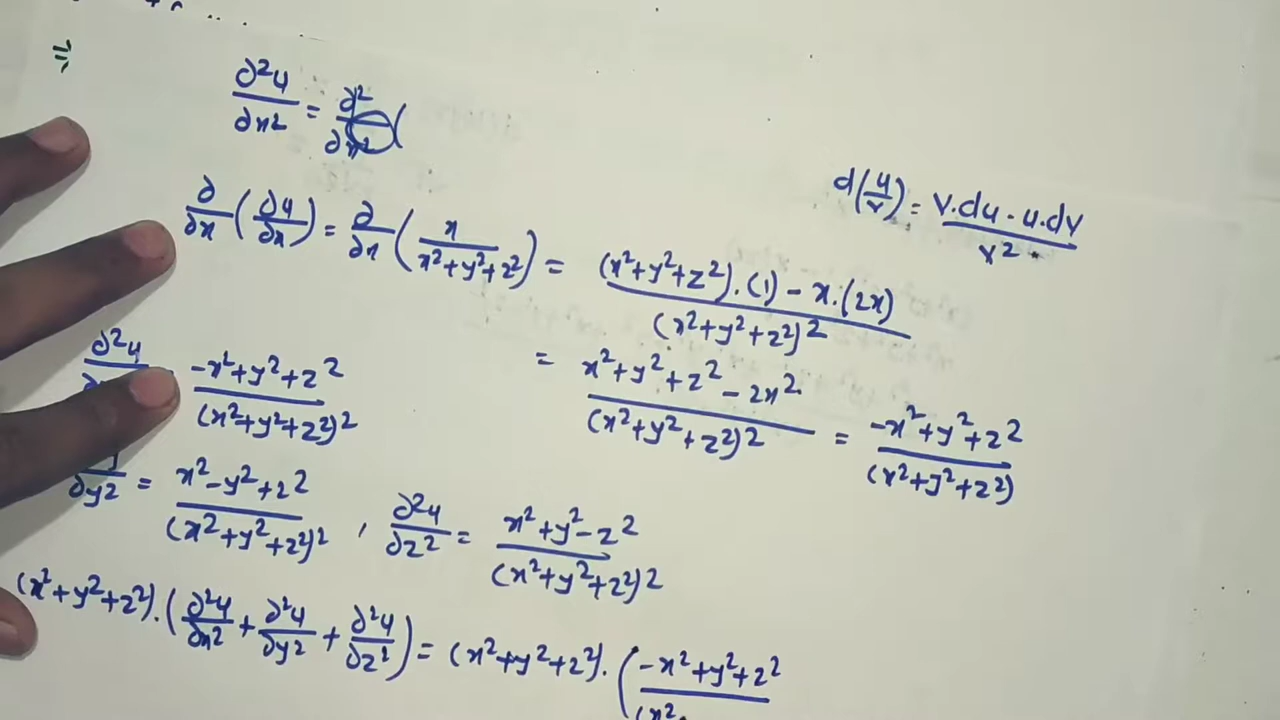 ∂²u/∂x² = ∂²/∂x² (
d(u/v) = (v.du - u.dv)/v²
∂/∂x (∂u/∂x) = ∂/∂x (x/(x²+y²+z²)) = ((x²+y²+z²).(1) - x.(2x))/(x²+y²+z²)²
= (x²+y²+z² - 2x²)/(x²+y²+z²)² = (-x²+y²+z²)/(x²+y²+z²)
∂²u (-x²+y²+z²)/(x²+y²+z²)²
∂y² = (x²-y²+z²)/(x²+y²+z²)² , ∂²u/∂z² = (x²+y²-z²)/(x²+y²+z²)²
(x²+y²+z²).(∂²u/∂x² + ∂²u/∂y² + ∂²u/∂z²) = (x²+y²+z²).((-x²+y²+z²)/(x²